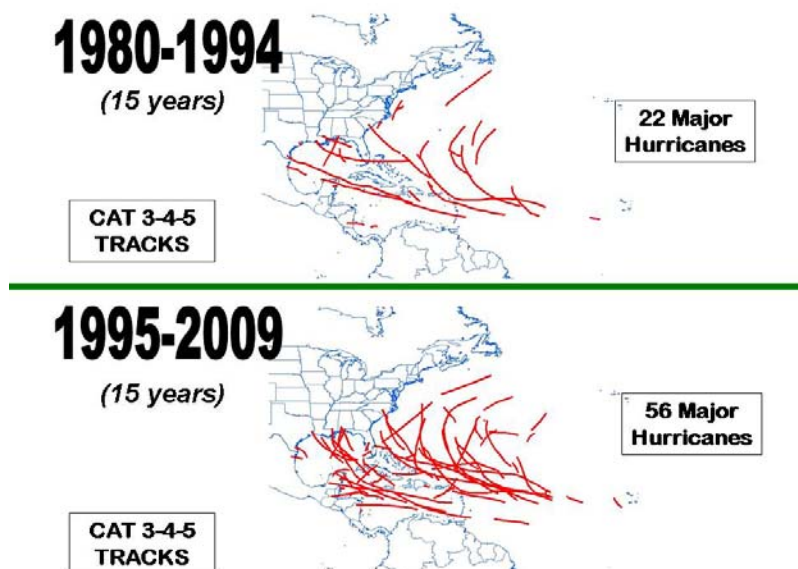 1980-1994
(15 years)
22 Major
Hurricanes
CAT 3-4-5
TRACKS
1995-2009
(15 years)
56 Major
Hurricanes
CAT 3-4-5
TRACKS